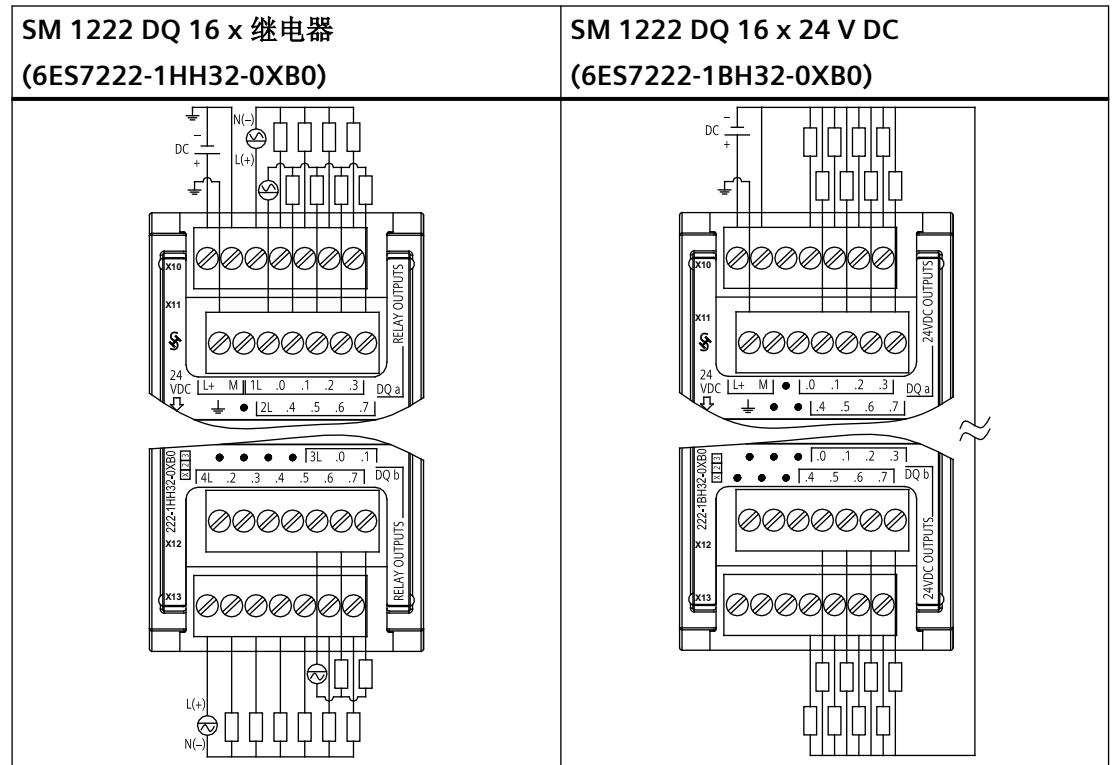 SM 1222 DQ 16 x 继电器
(6ES7222-1HH32-0XB0)
SM 1222 DQ 16 x 24 V DC
(6ES7222-1BH32-0XB0)
N(−)
−
DC
+
L(+)
X10
X11
RELAY OUTPUTS
24
VDC
L+ M 1L .0 .1 .2 .3
DQ a
2L .4 .5 .6 .7
222-1HH32-0XB0
X 2 3
3L .0 .1
DQ b
4L .2 .3 .4 .5 .6 .7
X12
X13
RELAY OUTPUTS
L(+)
N(−)
−
DC
+
X10
X11
24VDC OUTPUTS
24
VDC
L+ M .0 .1 .2 .3
DQ a
.4 .5 .6 .7
222-1BH32-0XB0
X 2 3
.0 .1 .2 .3
DQ b
.4 .5 .6 .7
X12
X13
24VDC OUTPUTS